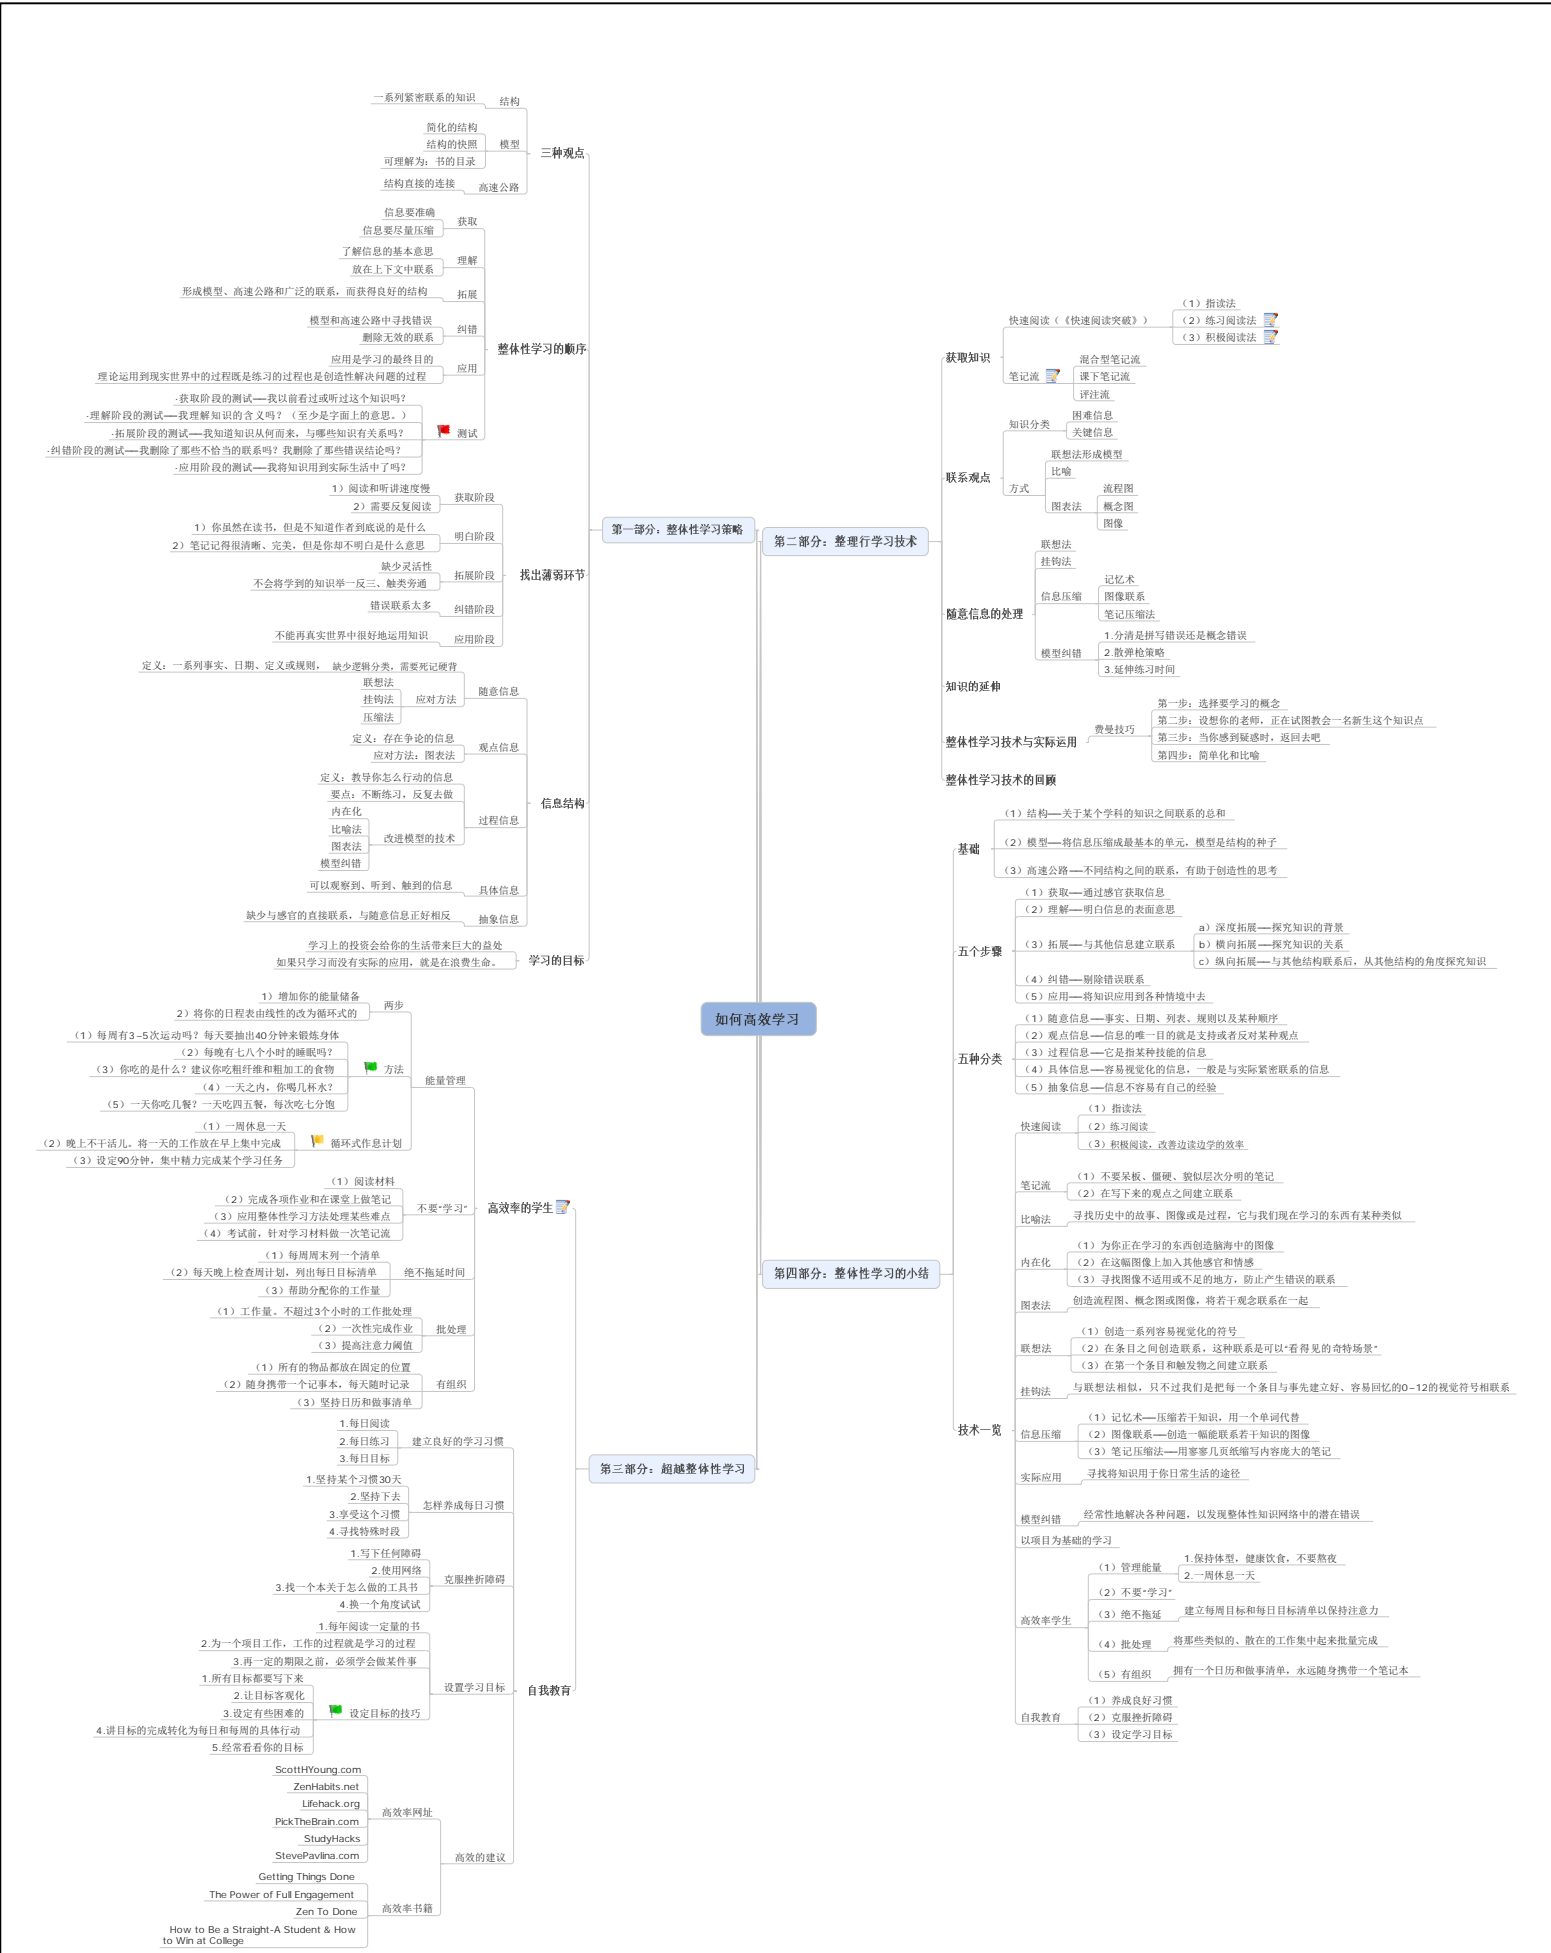 如何高效学习
第一部分：整体性学习策略
三种观点
结构
一系列紧密联系的知识
模型
简化的结构
结构的快照
可理解为：书的目录
高速公路
结构直接的连接
整体性学习的顺序
获取
信息要准确
信息要尽量压缩
理解
了解信息的基本意思
放在上下文中联系
拓展
形成模型、高速公路和广泛的联系，而获得良好的结构
纠错
模型和高速公路中寻找错误
删除无效的联系
应用
应用是学习的最终目的
理论运用到现实世界中的过程既是练习的过程也是创造性解决问题的过程
测试
·获取阶段的测试——我以前看过或听过这个知识吗？
·理解阶段的测试——我理解知识的含义吗？（至少是字面上的意思。）
·拓展阶段的测试——我知道知识从何而来，与哪些知识有关系吗？
·纠错阶段的测试——我删除了那些不恰当的联系吗？我删除了那些错误结论吗？
·应用阶段的测试——我将知识用到实际生活中了吗？
找出薄弱环节
获取阶段
1）阅读和听讲速度慢
2）需要反复阅读
明白阶段
1）你虽然在读书，但是不知道作者到底说的是什么
2）笔记记得很清晰、完美，但是你却不明白是什么意思
拓展阶段
缺少灵活性
不会将学到的知识举一反三、触类旁通
纠错阶段
错误联系太多
应用阶段
不能再真实世界中很好地运用知识
信息结构
随意信息
定义：一系列事实、日期、定义或规则， 缺少逻辑分类，需要死记硬背
应对方法
联想法
挂钩法
压缩法
观点信息
定义：存在争论的信息
应对方法：图表法
过程信息
定义：教导你怎么行动的信息
要点：不断练习，反复去做
改进模型的技术
内在化
比喻法
图表法
模型纠错
具体信息
可以观察到、听到、触到的信息
抽象信息
缺少与感官的直接联系，与随意信息正好相反
学习的目标
学习上的投资会给你的生活带来巨大的益处
如果只学习而没有实际的应用，就是在浪费生命。
第二部分：整理行学习技术
获取知识
快速阅读（《快速阅读突破》）
（1）指读法
（2）练习阅读法
（3）积极阅读法
笔记流
混合型笔记流
课下笔记流
评注流
联系观点
知识分类
困难信息
关键信息
方式
联想法形成模型
比喻
图表法
流程图
概念图
图像
随意信息的处理
联想法
挂钩法
信息压缩
记忆术
图像联系
笔记压缩法
模型纠错
1.分清是拼写错误还是概念错误
2.散弹枪策略
3.延伸练习时间
知识的延伸
整体性学习技术与实际运用
费曼技巧
第一步：选择要学习的概念
第二步：设想你的老师，正在试图教会一名新生这个知识点
第三步：当你感到疑惑时，返回去吧
第四步：简单化和比喻
整体性学习技术的回顾
第三部分：超越整体性学习
高效率的学生
能量管理
两步
1）增加你的能量储备
2）将你的日程表由线性的改为循环式的
方法
（1）每周有3-5次运动吗？每天要抽出40分钟来锻炼身体
（2）每晚有七八个小时的睡眠吗？
（3）你吃的是什么？建议你吃粗纤维和粗加工的食物
（4）一天之内，你喝几杯水？
（5）一天你吃几餐？一天吃四五餐，每次吃七分饱
循环式作息计划
（1）一周休息一天
（2）晚上不干活儿。将一天的工作放在早上集中完成
（3）设定90分钟，集中精力完成某个学习任务
不要“学习”
（1）阅读材料
（2）完成各项作业和在课堂上做笔记
（3）应用整体性学习方法处理某些难点
（4）考试前，针对学习材料做一次笔记流
绝不拖延时间
（1）每周周末列一个清单
（2）每天晚上检查周计划，列出每日目标清单
（3）帮助分配你的工作量
批处理
（1）工作量。不超过3个小时的工作批处理
（2）一次性完成作业
（3）提高注意力阈值
有组织
（1）所有的物品都放在固定的位置
（2）随身携带一个记事本，每天随时记录
（3）坚持日历和做事清单
自我教育
建立良好的学习习惯
1.每日阅读
2.每日练习
3.每日目标
怎样养成每日习惯
1.坚持某个习惯30天
2.坚持下去
3.享受这个习惯
4.寻找特殊时段
克服挫折障碍
1.写下任何障碍
2.使用网络
3.找一个本关于怎么做的工具书
4.换一个角度试试
设置学习目标
1.每年阅读一定量的书
2.为一个项目工作，工作的过程就是学习的过程
3.再一定的期限之前，必须学会做某件事
设定目标的技巧
1.所有目标都要写下来
2.让目标客观化
3.设定有些困难的
4.讲目标的完成转化为每日和每周的具体行动
5.经常看看你的目标
高效的建议
高效率网址
ScottHYoung.com
ZenHabits.net
Lifehack.org
PickTheBrain.com
StudyHacks
StevePavlina.com
高效率书籍
Getting Things Done
The Power of Full Engagement
Zen To Done
How to Be a Straight-A Student & How
to Win at College
第四部分：整体性学习的小结
基础
（1）结构——关于某个学科的知识之间联系的总和
（2）模型——将信息压缩成最基本的单元，模型是结构的种子
（3）高速公路——不同结构之间的联系，有助于创造性的思考
五个步骤
（1）获取——通过感官获取信息
（2）理解——明白信息的表面意思
（3）拓展——与其他信息建立联系
a）深度拓展——探究知识的背景
b）横向拓展——探究知识的关系
c）纵向拓展——与其他结构联系后，从其他结构的角度探究知识
（4）纠错——剔除错误联系
（5）应用——将知识应用到各种情境中去
五种分类
（1）随意信息——事实、日期、列表、规则以及某种顺序
（2）观点信息——信息的唯一目的就是支持或者反对某种观点
（3）过程信息——它是指某种技能的信息
（4）具体信息——容易视觉化的信息，一般是与实际紧密联系的信息
（5）抽象信息——信息不容易有自己的经验
技术一览
快速阅读
（1）指读法
（2）练习阅读
（3）积极阅读，改善边读边学的效率
笔记流
（1）不要呆板、僵硬、貌似层次分明的笔记
（2）在写下来的观点之间建立联系
比喻法
寻找历史中的故事、图像或是过程，它与我们现在学习的东西有某种类似
内在化
（1）为你正在学习的东西创造脑海中的图像
（2）在这幅图像上加入其他感官和情感
（3）寻找图像不适用或不足的地方，防止产生错误的联系
图表法
创造流程图、概念图或图像，将若干观念联系在一起
联想法
（1）创造一系列容易视觉化的符号
（2）在条目之间创造联系，这种联系是可以“看得见的奇特场景”
（3）在第一个条目和触发物之间建立联系
挂钩法
与联想法相似，只不过我们是把每一个条目与事先建立好、容易回忆的0-12的视觉符号相联系
信息压缩
（1）记忆术——压缩若干知识，用一个单词代替
（2）图像联系——创造一幅能联系若干知识的图像
（3）笔记压缩法——用寥寥几页纸缩写内容庞大的笔记
实际应用
寻找将知识用于你日常生活的途径
模型纠错
经常性地解决各种问题，以发现整体性知识网络中的潜在错误
以项目为基础的学习
高效率学生
（1）管理能量
1.保持体型，健康饮食，不要熬夜
2.一周休息一天
（2）不要“学习”
（3）绝不拖延
建立每周目标和每日目标清单以保持注意力
（4）批处理
将那些类似的、散在的工作集中起来批量完成
（5）有组织
拥有一个日历和做事清单，永远随身携带一个笔记本
自我教育
（1）养成良好习惯
（2）克服挫折障碍
（3）设定学习目标